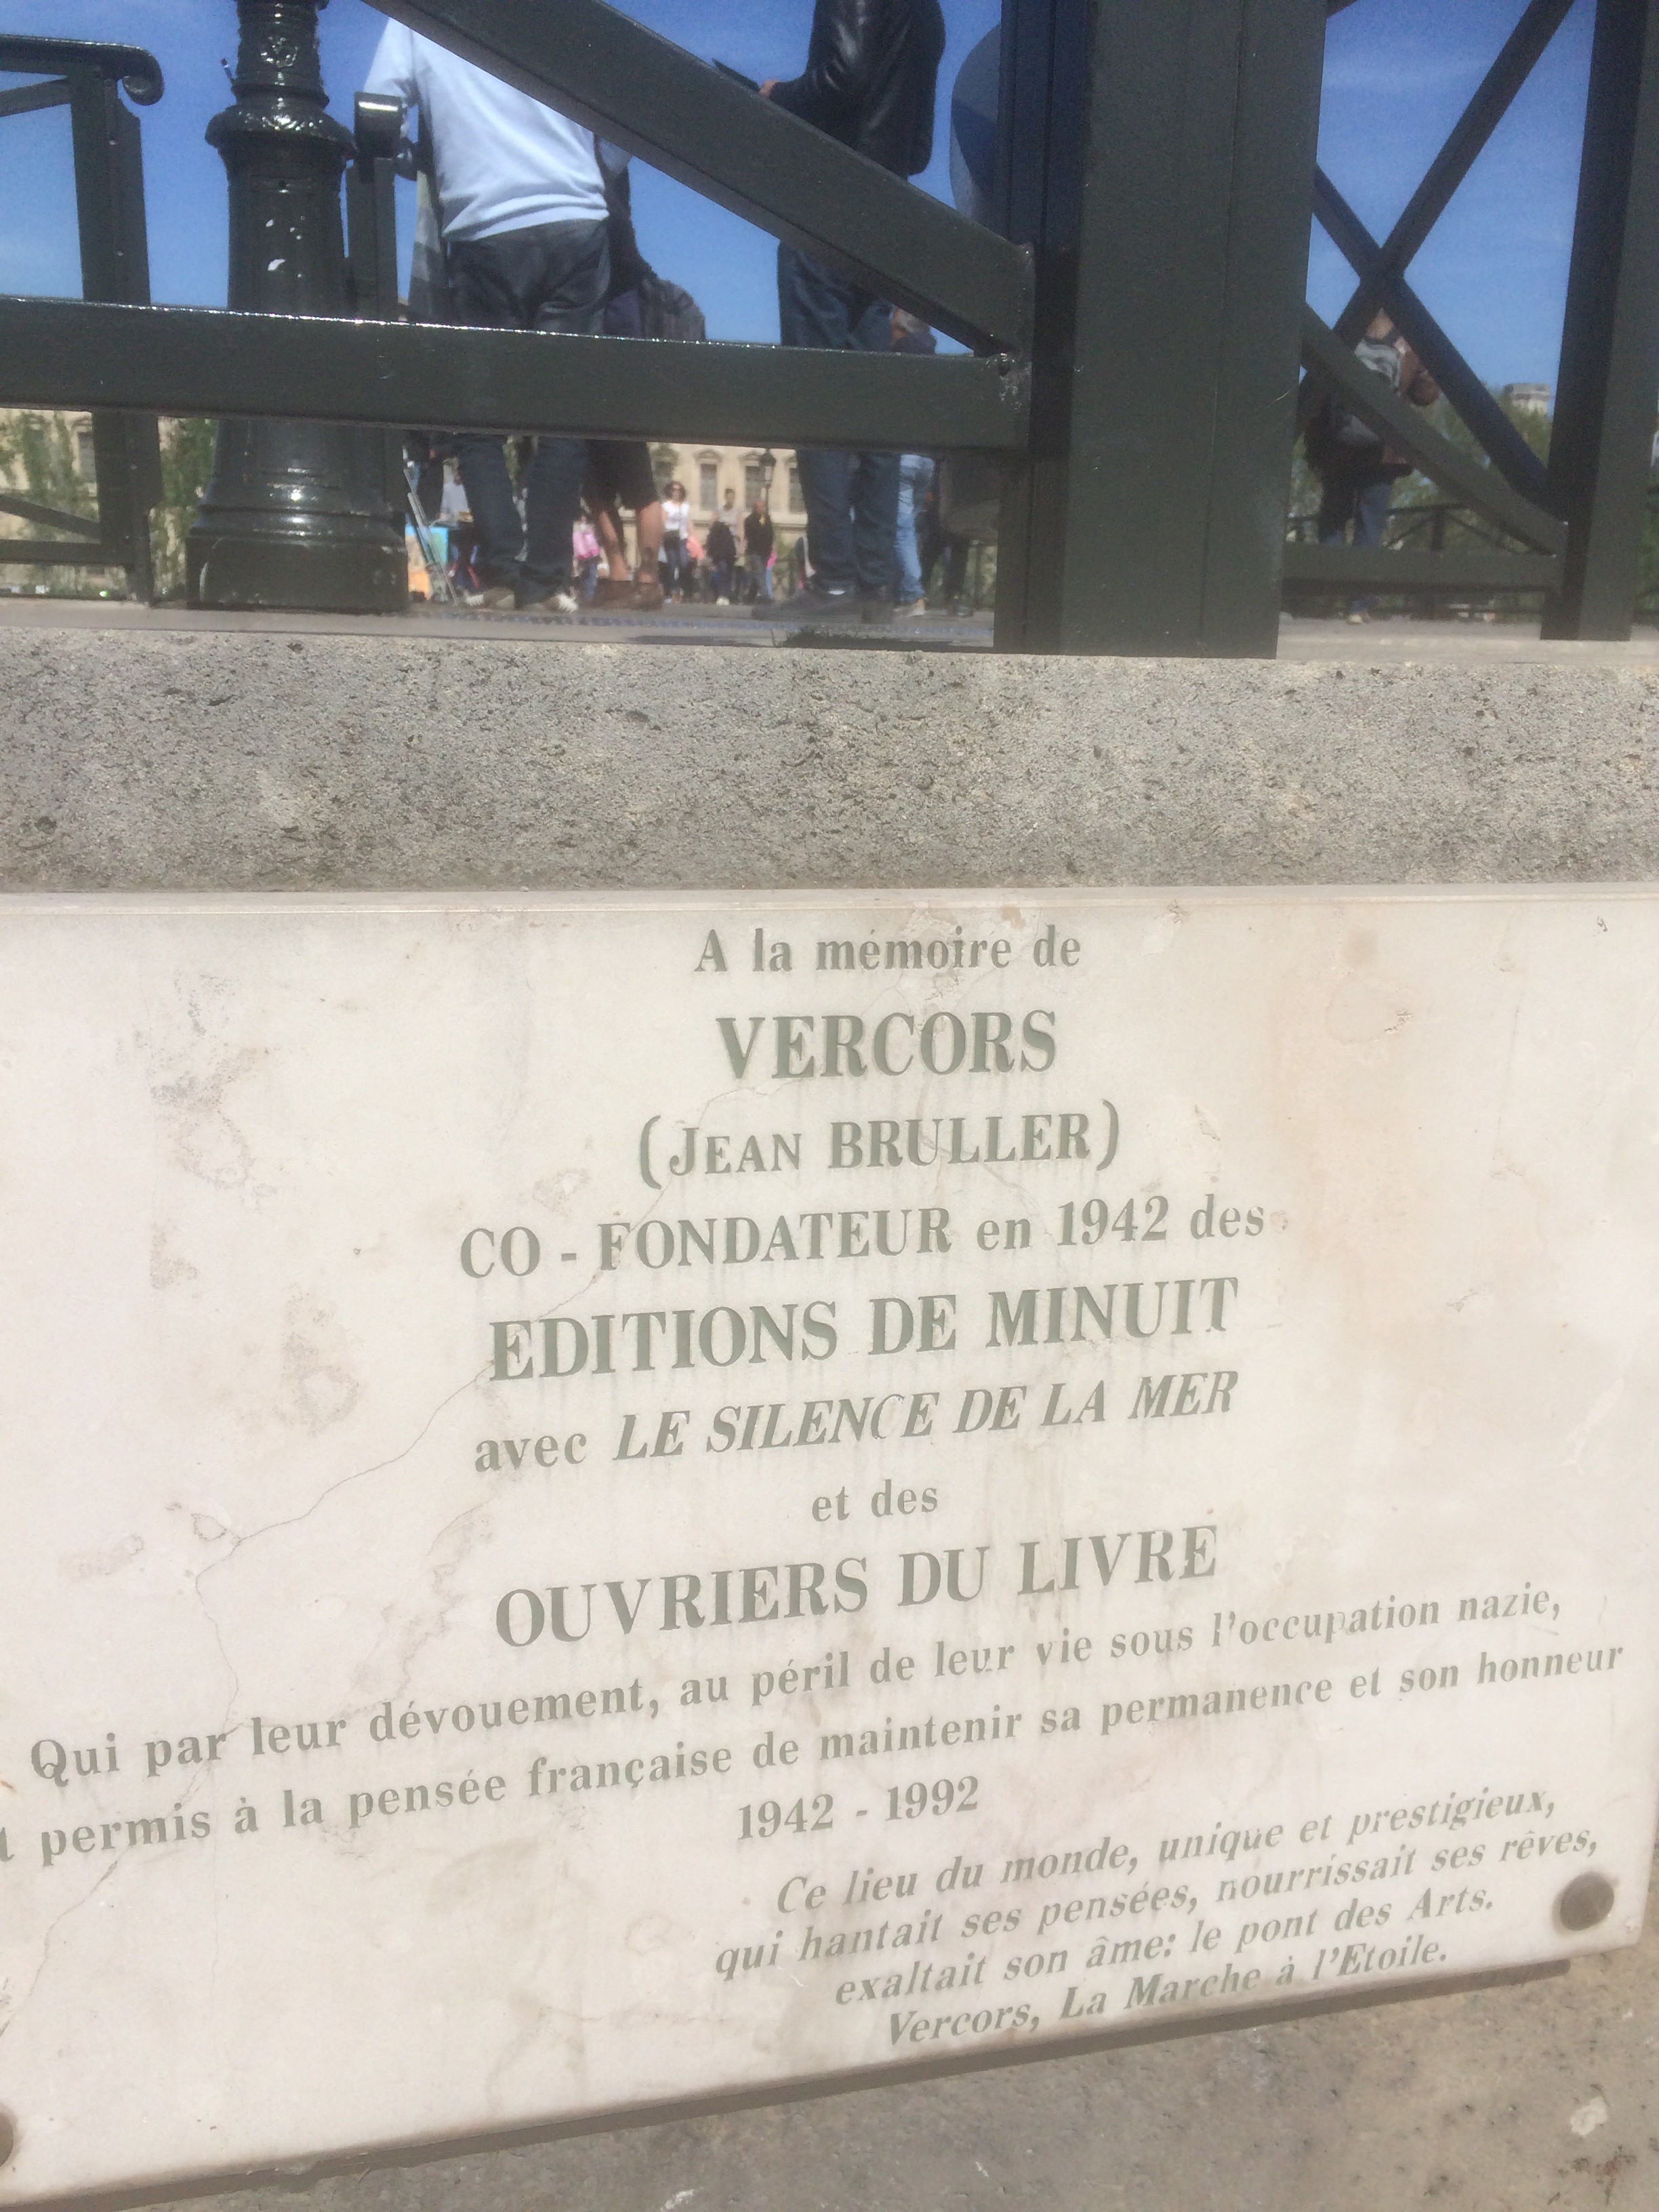 A la mémoire de
VERCORS
(JEAN BRULLER)
CO - FONDATEUR en 1942 des
EDITIONS DE MINUIT
avec LE SILENCE DE LA MER
et des
OUVRIERS DU LIVRE
Qui par leur dévouement, au péril de leur vie sous l'occupation nazie,
permis à la pensée française de maintenir sa permanence et son honneur
1942 - 1992
Ce lieu du monde, unique et prestigieux,
qui hantait ses pensées, nourrissait ses rêves,
exaltait son âme: le pont des Arts.
Vercors, La Marche à l'Etoile.